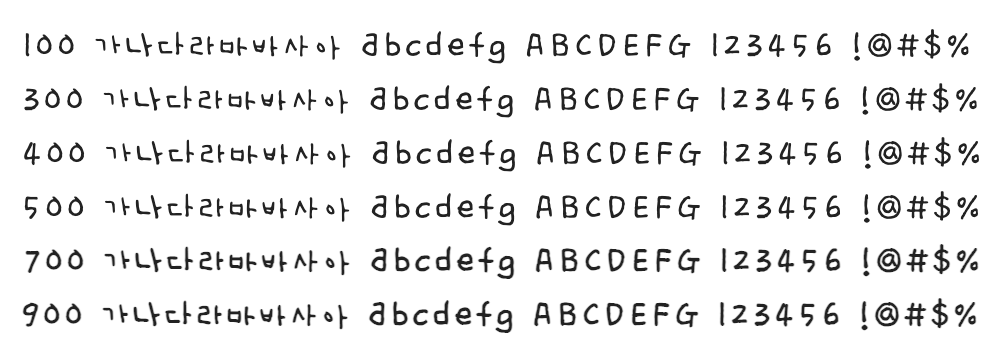 100 가나다라마바사아 abcdefg ABCDEFG 123456 !@#$%
300 가나다라마바사아 abcdefg ABCDEFG 123456 !@#$%
400 가나다라마바사아 abcdefg ABCDEFG 123456 !@#$%
500 가나다라마바사아 abcdefg ABCDEFG 123456 !@#$%
700 가나다라마바사아 abcdefg ABCDEFG 123456 !@#$%
900 가나다라마바사아 abcdefg ABCDEFG 123456 !@#$%